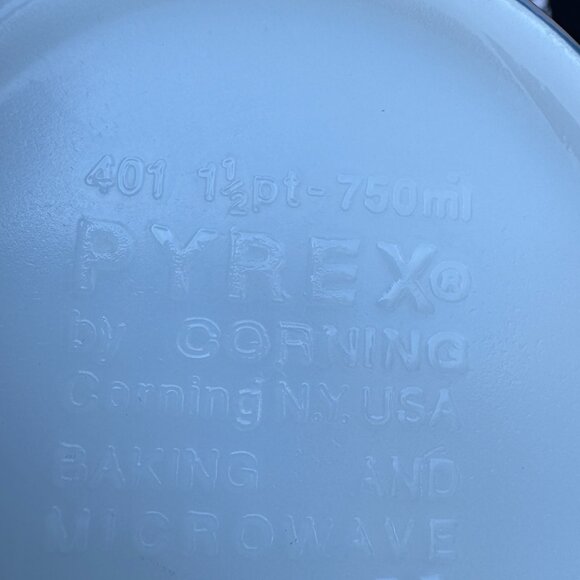 401 1½pt-750ml
PYREX®
by CORNING
Corning N.Y. USA
BAKING AND
MICROWAVE